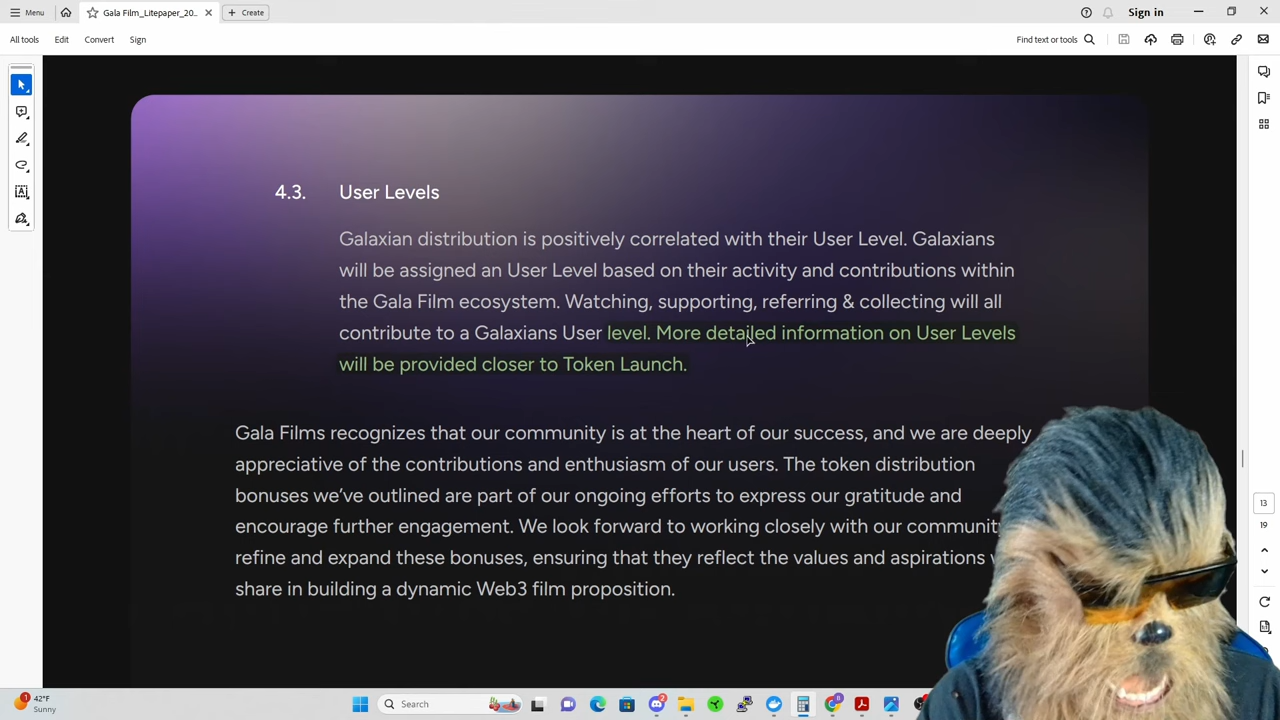 Menu
Gala Film_Litepaper_20...
Create
Sign in
All tools
Edit
Convert
Sign
Find text or tools
4.3. User Levels
Galaxian distribution is positively correlated with their User Level. Galaxians
will be assigned an User Level based on their activity and contributions within
the Gala Film ecosystem. Watching, supporting, referring & collecting will all
contribute to a Galaxians User level. More detailed information on User Levels
will be provided closer to Token Launch.
Gala Films recognizes that our community is at the heart of our success, and we are deeply
appreciative of the contributions and enthusiasm of our users. The token distribution
bonuses we've outlined are part of our ongoing efforts to express our gratitude and
encourage further engagement. We look forward to working closely with our
refine and expand these bonuses, ensuring that they reflect the values and aspirations
share in building a dynamic Web3 film proposition.
13
19
1
42°F
Sunny
Search
2
8